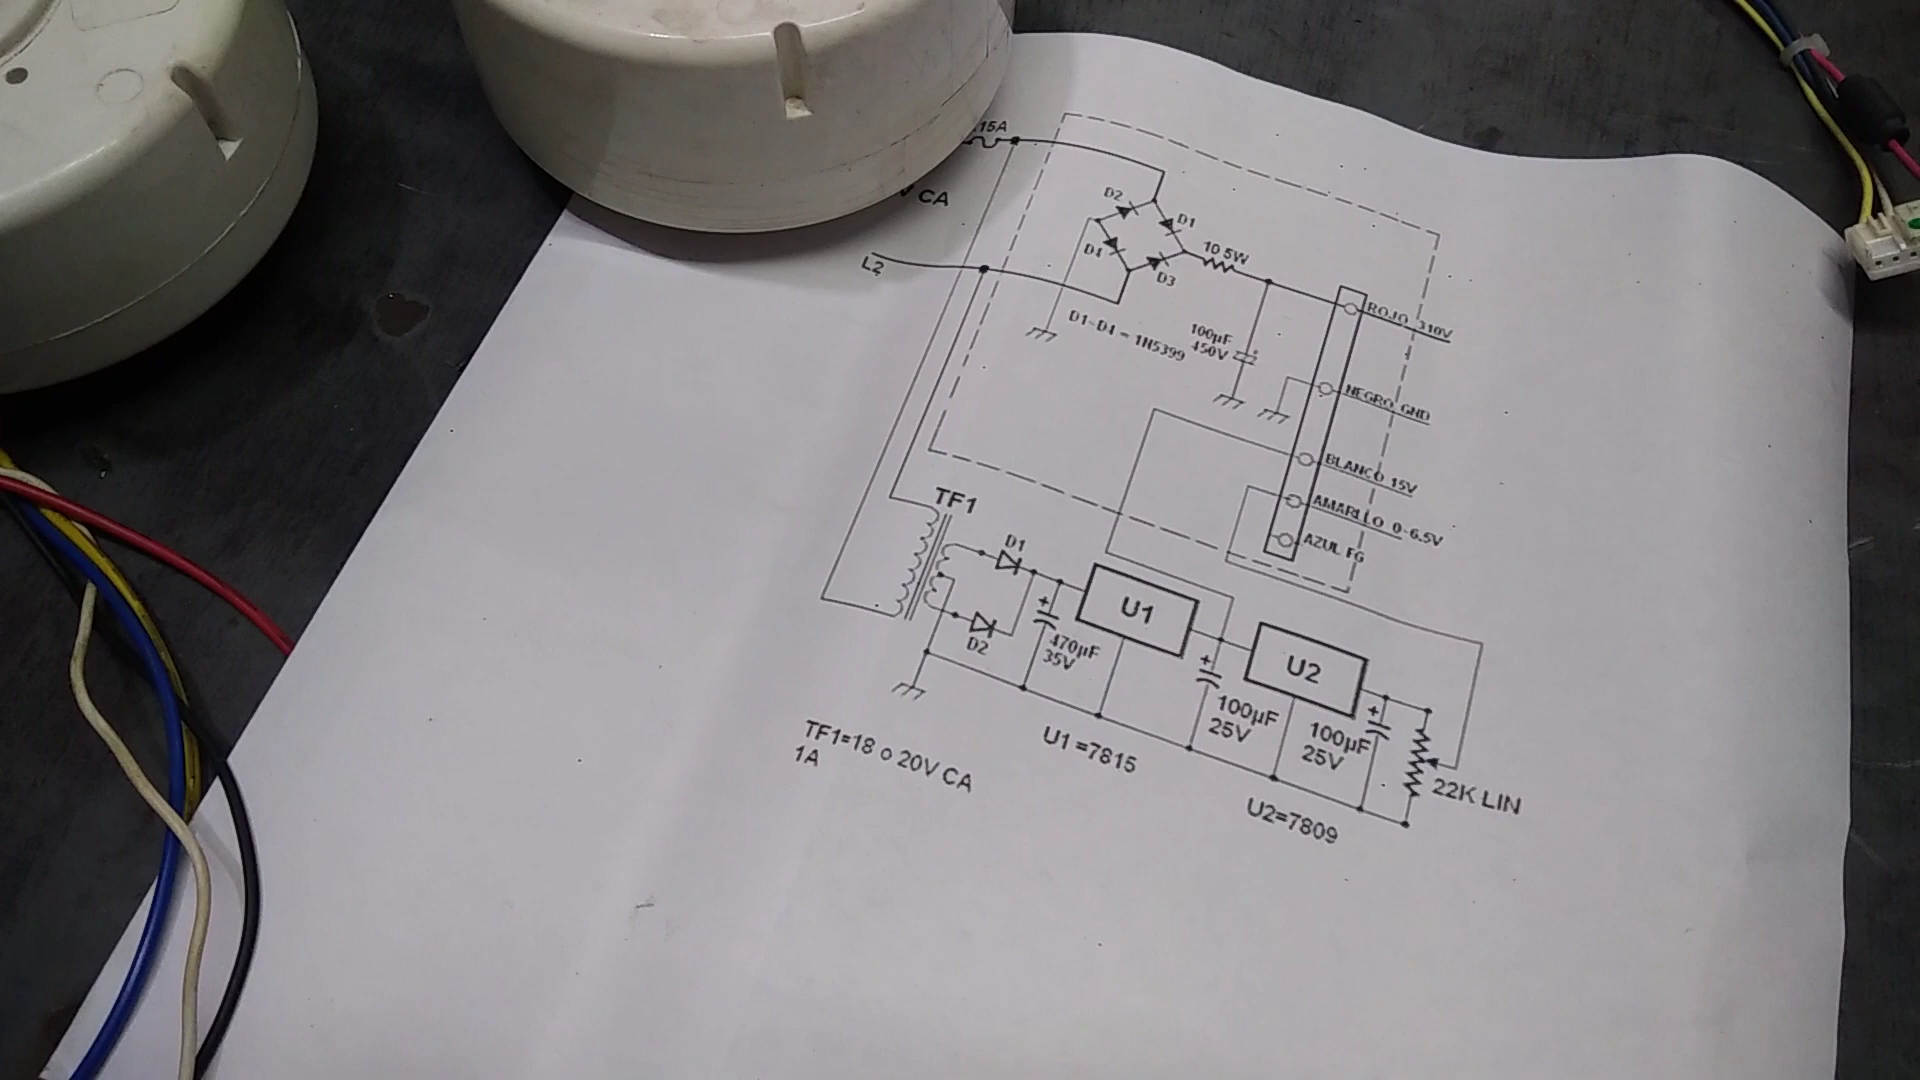 .15A
V CA
L2
D2
D1
D4
D3
10 5W
D1-D4 = 1N5399
100µF
450V
ROJO 310V
NEGRO GND
BLANCO 15V
AMARILLO 0-6.5V
AZUL FG
TF1
D1
D2
+
470µF
35V
U1
+
100µF
25V
U2
+
100µF
25V
22K LIN
TF1=18 o 20V CA
1A
U1 =7815
U2=7809